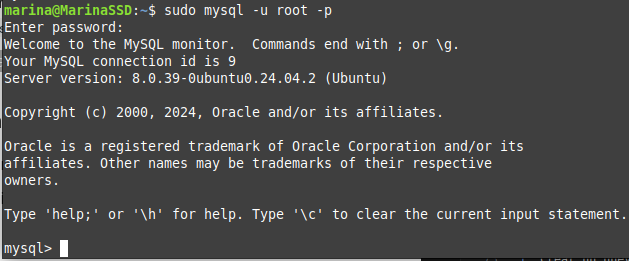 marina@MarinaSSD:~$ sudo mysql -u root -p
Enter password:
Welcome to the MySQL monitor.  Commands end with ; or \g.
Your MySQL connection id is 9
Server version: 8.0.39-0ubuntu0.24.04.2 (Ubuntu)

Copyright (c) 2000, 2024, Oracle and/or its affiliates.

Oracle is a registered trademark of Oracle Corporation and/or its
affiliates. Other names may be trademarks of their respective
owners.

Type 'help;' or '\h' for help. Type '\c' to clear the current input statement.

mysql>